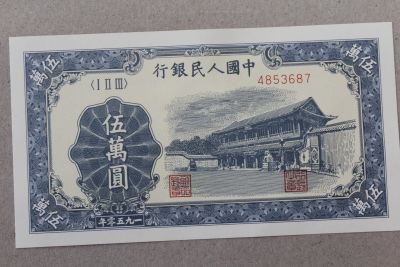 行銀民人國中
〈I II III〉
4853687
伍萬
伍萬
伍萬圓
伍萬
伍萬
年零五九一